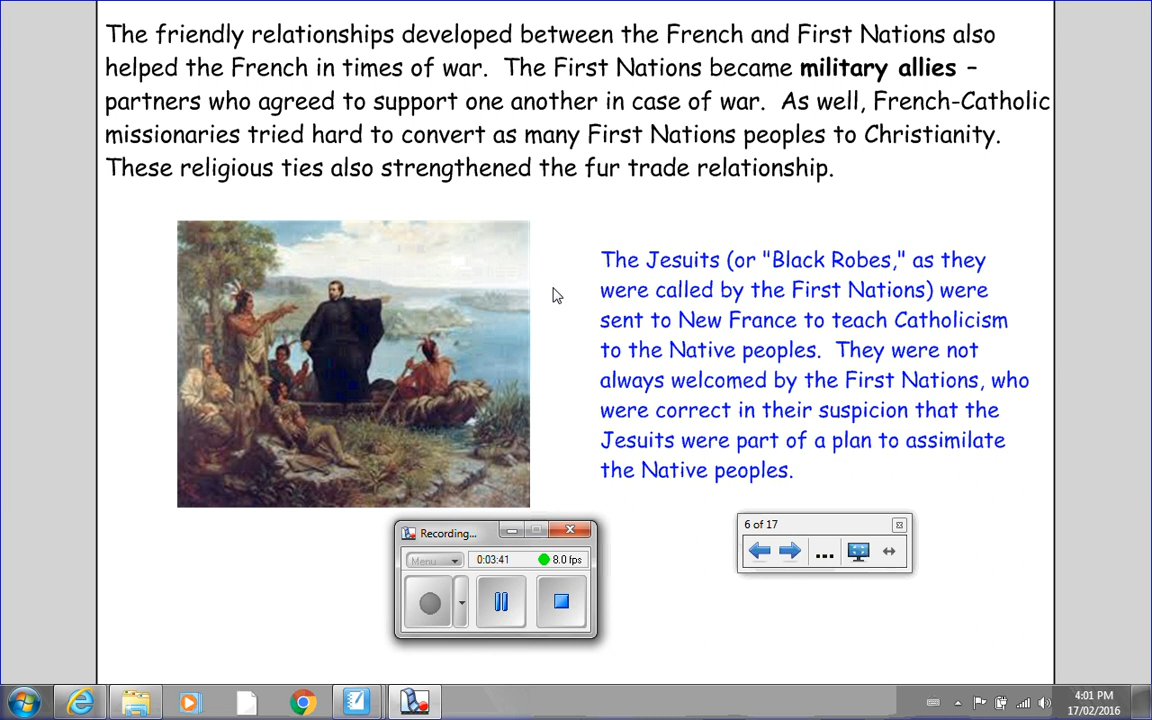 The friendly relationships developed between the French and First Nations also
helped the French in times of war. The First Nations became military allies –
partners who agreed to support one another in case of war. As well, French-Catholic
missionaries tried hard to convert as many First Nations peoples to Christianity.
These religious ties also strengthened the fur trade relationship.
The Jesuits (or "Black Robes," as they
were called by the First Nations) were
sent to New France to teach Catholicism
to the Native peoples. They were not
always welcomed by the First Nations, who
were correct in their suspicion that the
Jesuits were part of a plan to assimilate
the Native peoples.
Recording...
Menu
0:03:41
8.0 fps
6 of 17
...
4:01 PM
17/02/2016